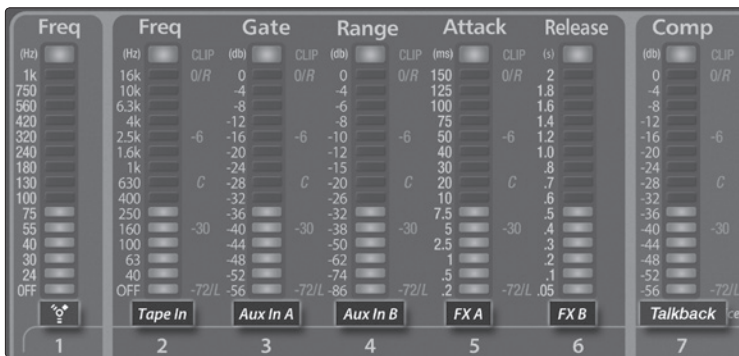 Freq Freq Gate Range Attack Release Comp
(Hz) (Hz) CLIP (db) CLIP (db) CLIP (ms) CLIP (s) (db) CLIP
1k 16k 0/R 0 0/R 0 0/R 150 0/R 2 0 0/R
750 10k -4 -4 125 1.8 -4
560 6.3k -8 -6 100 1.6 -8
420 4k -12 -8 75 1.4 -12
320 2.5k -6 -16 -6 -10 -6 50 -6 1.2 -16 -6
240 1.6k -20 -12 40 1.0 -20
180 1k -24 -15 30 .8 -24
130 630 C -28 C -20 C 20 C .7 -28 C
100 400 -32 -26 10 .6 -32
75 250 -36 -32 7.5 .5 -36
55 160 -30 -40 -30 -38 -30 5 -30 .4 -40 -30
40 100 -44 -50 2.5 .3 -44
30 63 -48 -62 1 .2 -48
24 40 -52 -74 .5 .1 -52
OFF OFF -72/L -56 -72/L -86 -72/L .2 -72/L .05 -56 -72/L
Tape In Aux In A Aux In B FX A FX B Talkback
1 2 3 4 5 6 7